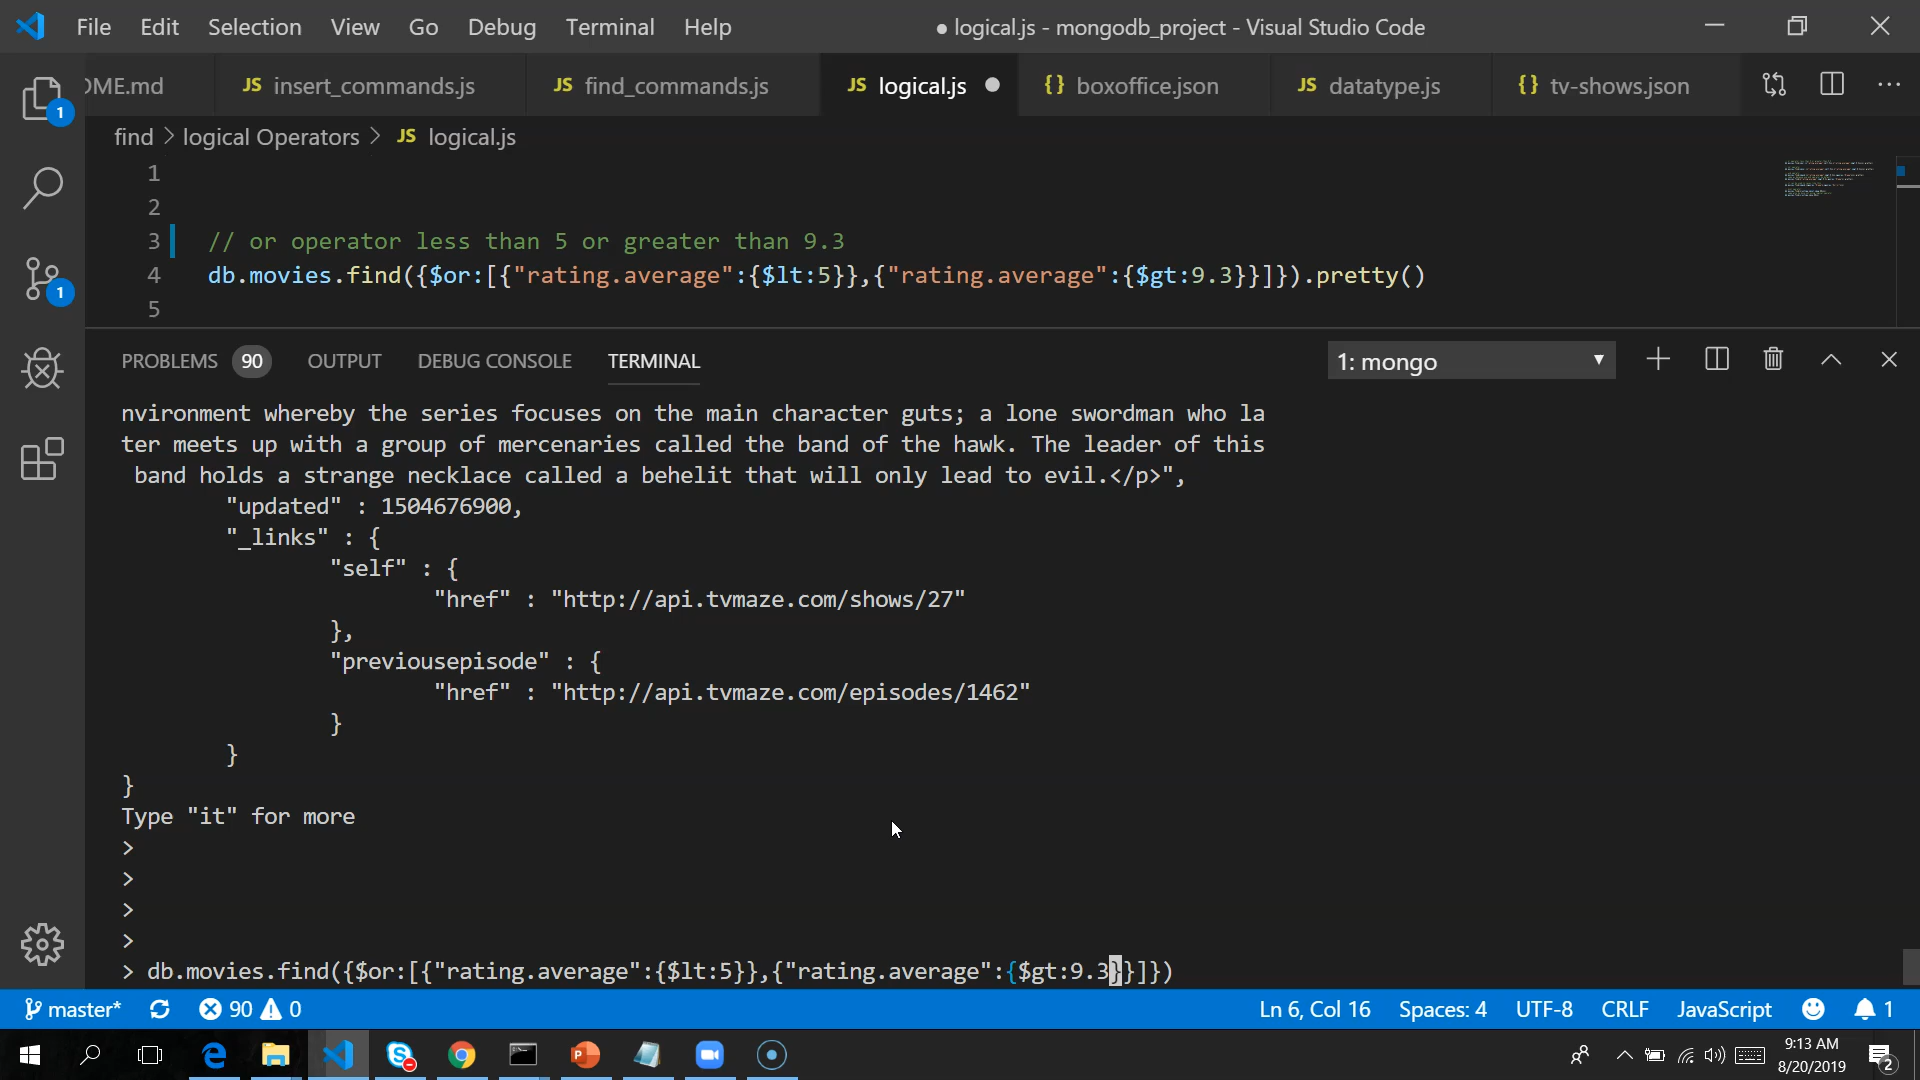 File Edit Selection View Go Debug Terminal Help ● logical.js - mongodb_project - Visual Studio Code
OME.md JS insert_commands.js JS find_commands.js JS logical.js {} boxoffice.json JS datatype.js {} tv-shows.json ...
find > logical Operators > JS logical.js
1
1
2
3 // or operator less than 5 or greater than 9.3
4 db.movies.find({$or:[{"rating.average":{$lt:5}},{"rating.average":{$gt:9.3}}]}).pretty()
1
5
PROBLEMS 90 OUTPUT DEBUG CONSOLE TERMINAL 1: mongo
nvironment whereby the series focuses on the main character guts; a lone swordman who la
ter meets up with a group of mercenaries called the band of the hawk. The leader of this
band holds a strange necklace called a behelit that will only lead to evil.</p>",
"updated" : 1504676900,
"_links" : {
"self" : {
"href" : "http://api.tvmaze.com/shows/27"
},
"previousepisode" : {
"href" : "http://api.tvmaze.com/episodes/1462"
}
}
}
Type "it" for more
>
>
>
>
> db.movies.find({$or:[{"rating.average":{$lt:5}},{"rating.average":{$gt:9.3}}]})
master* 90 0 Ln 6, Col 16 Spaces: 4 UTF-8 CRLF JavaScript 1
9:13 AM
8/20/2019
2